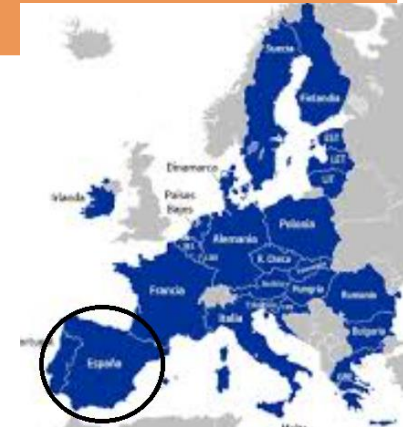 Suecia
Finlandia
EST
LET
LIT
Dinamarca
Irlanda
Países
Bajos
Polonia
Alemania
R. Checa
Francia
Hungría
Rumanía
Italia
Bulgaria
España